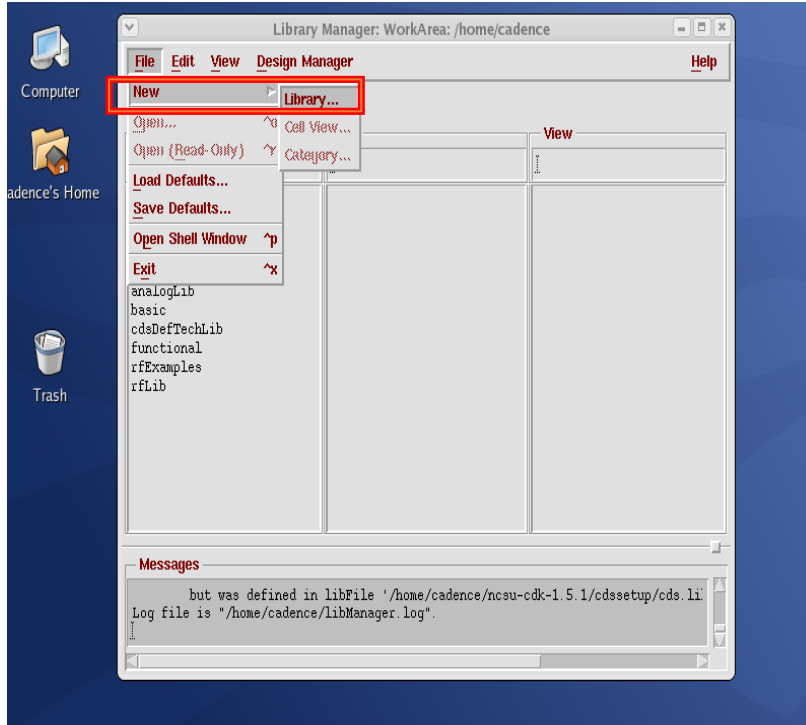 Library Manager: WorkArea: /home/cadence
File Edit View Design Manager Help
Computer
New
Library...
Open... ^o
Cell View...
View
Open (Read-Only) ^r
Category...
Load Defaults...
adence's Home
Save Defaults...
Open Shell Window ^p
Exit ^x
analogLib
basic
cdsDefTechLib
functional
rfExamples
rfLib
Trash
Messages
but was defined in libFile '/home/cadence/ncsu-cdk-1.5.1/cdssetup/cds.li
Log file is "/home/cadence/libManager.log".